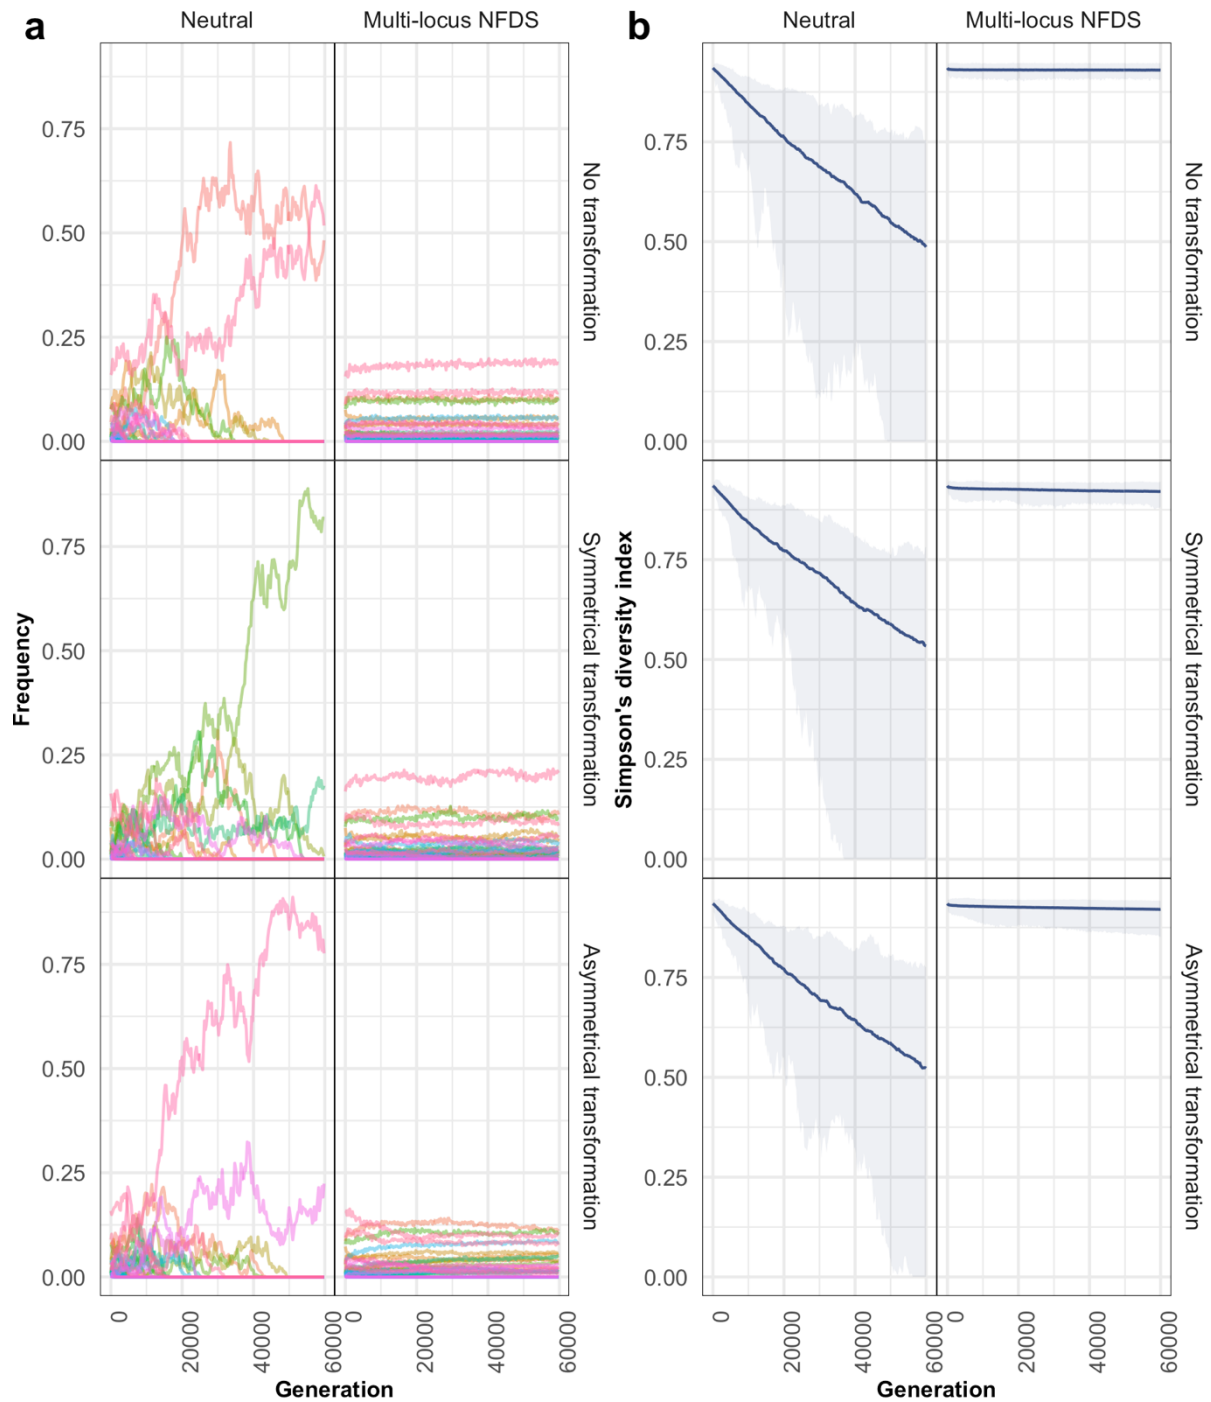 a
Neutral
Multi-locus NFDS
Frequency
0.75
0.50
0.25
0.00
No transformation
0.75
0.50
0.25
0.00
Symmetrical transformation
0.75
0.50
0.25
0.00
Asymmetrical transformation
0
20000
40000
60000
20000
40000
60000
Generation
b
Neutral
Multi-locus NFDS
Simpson's diversity index
0.75
0.50
0.25
0.00
No transformation
0.75
0.50
0.25
0.00
Symmetrical transformation
0.75
0.50
0.25
0.00
Asymmetrical transformation
0
20000
40000
60000
0
20000
40000
60000
Generation